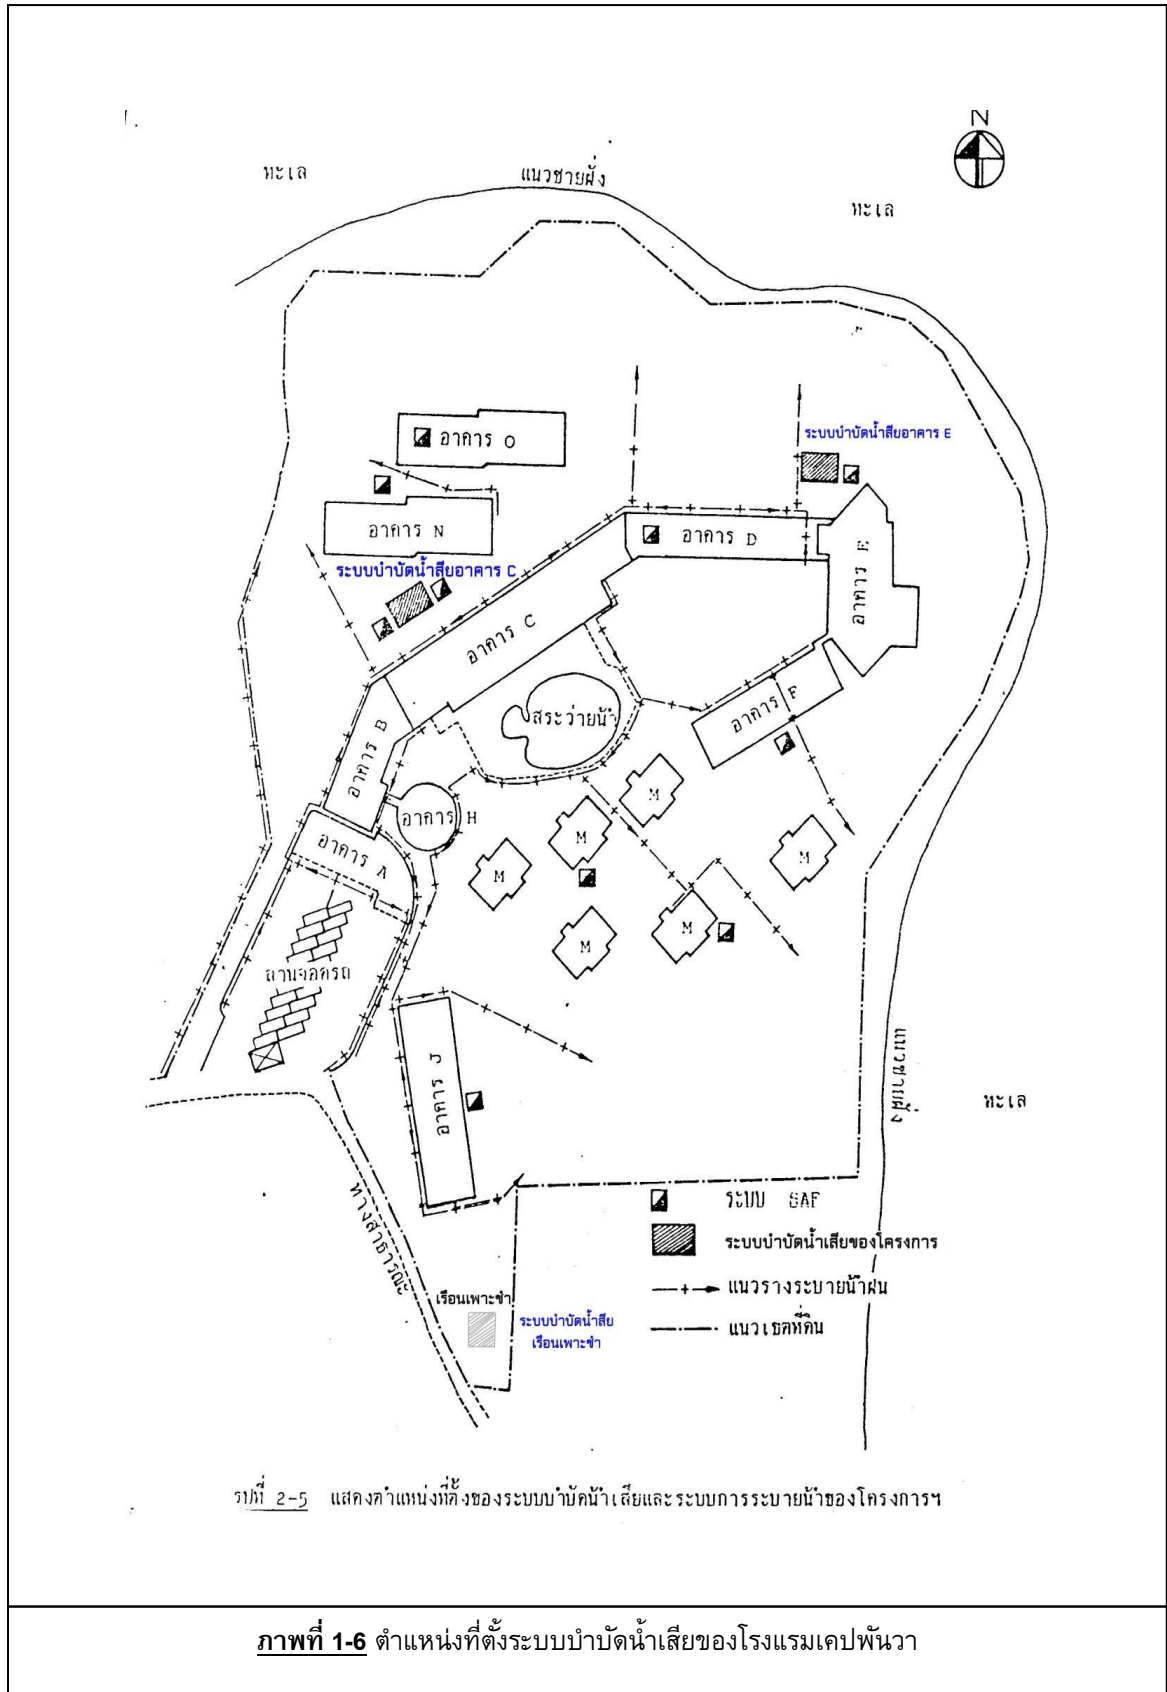 N
ทะเล
แนวชายฝั่ง
ทะเล
ระบบบำบัดน้ำสียอาคาร E
อาคาร O
อาคาร N
อาคาร D
อาคาร E
ระบบบำบัดน้ำสียอาคาร C
อาคาร C
สระว่ายน้ำ
อาคาร F
อาคาร B
อาคาร H
อาคาร A
M
M
M
M
M
M
ลานจอดรถ
อาคาร J
แนวชายฝั่ง
ทะเล
ทางสาธารณะ
ระบบ SAF
ระบบบำบัดน้ำเสียของโครงการ
แนวรางระบายน้ำฝน
แนวเขตที่ดิน
เรือนเพาะชำ
ระบบบำบัดน้ำสีย
เรือนเพาะชำ
รูปที่ 2-5 แสดงตำแหน่งที่ตั้งของระบบบำบัดน้ำเสียและระบบการระบายน้ำของโครงการฯ
ภาพที่ 1-6 ตำแหน่งที่ตั้งระบบบำบัดน้ำเสียของโรงแรมเคปพันวา